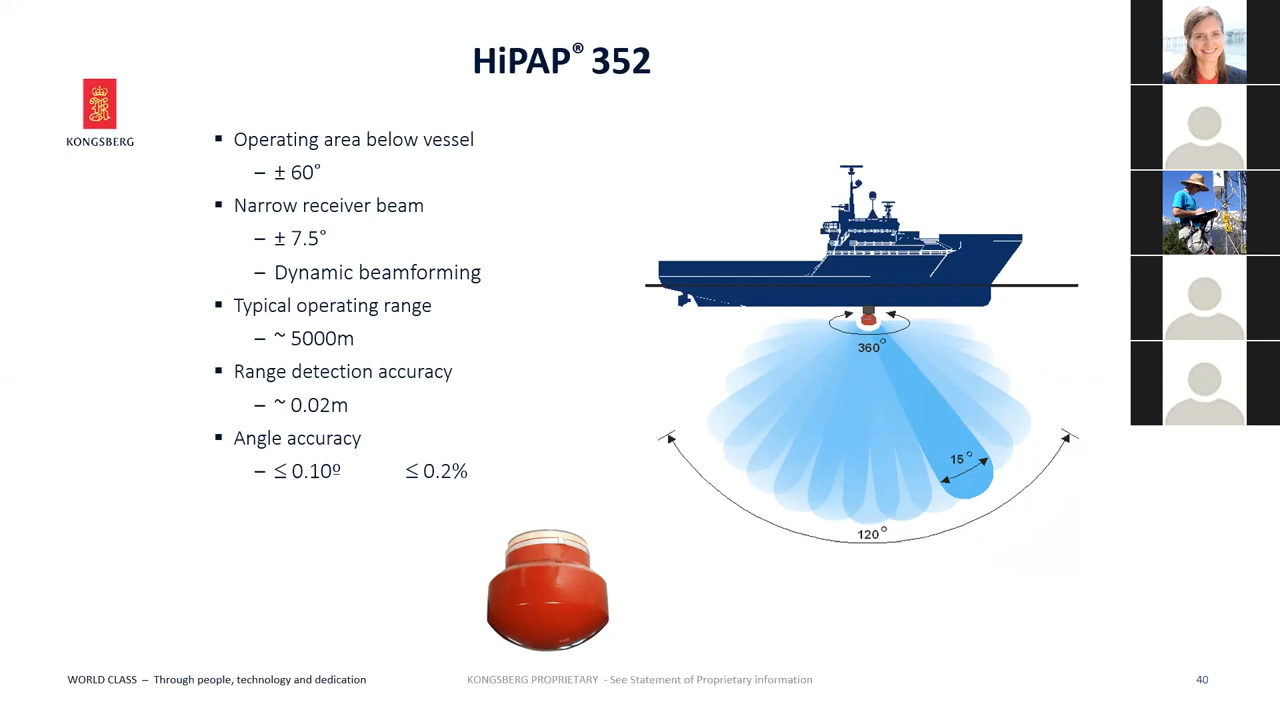 HiPAP® 352
KONGSBERG
▪ Operating area below vessel
– ± 60°
▪ Narrow receiver beam
– ± 7.5°
– Dynamic beamforming
▪ Typical operating range
– ~ 5000m
▪ Range detection accuracy
– ~ 0.02m
▪ Angle accuracy
– ≤ 0.10º ≤ 0.2%
360°
15°
120°
WORLD CLASS – Through people, technology and dedication
KONGSBERG PROPRIETARY - See Statement of Proprietary information
40